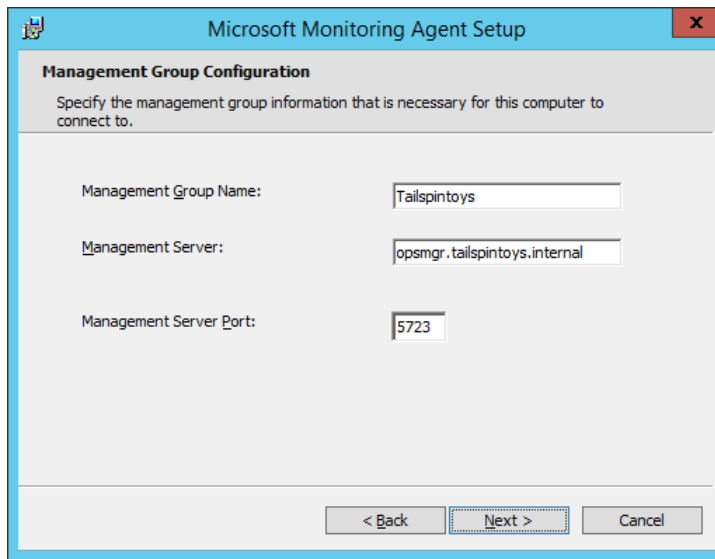 Microsoft Monitoring Agent Setup
x
Management Group Configuration
Specify the management group information that is necessary for this computer to
connect to.
Management Group Name:
Tailspintoys
Management Server:
opsmgr.tailspintoys.internal
Management Server Port:
5723
< Back
Next >
Cancel